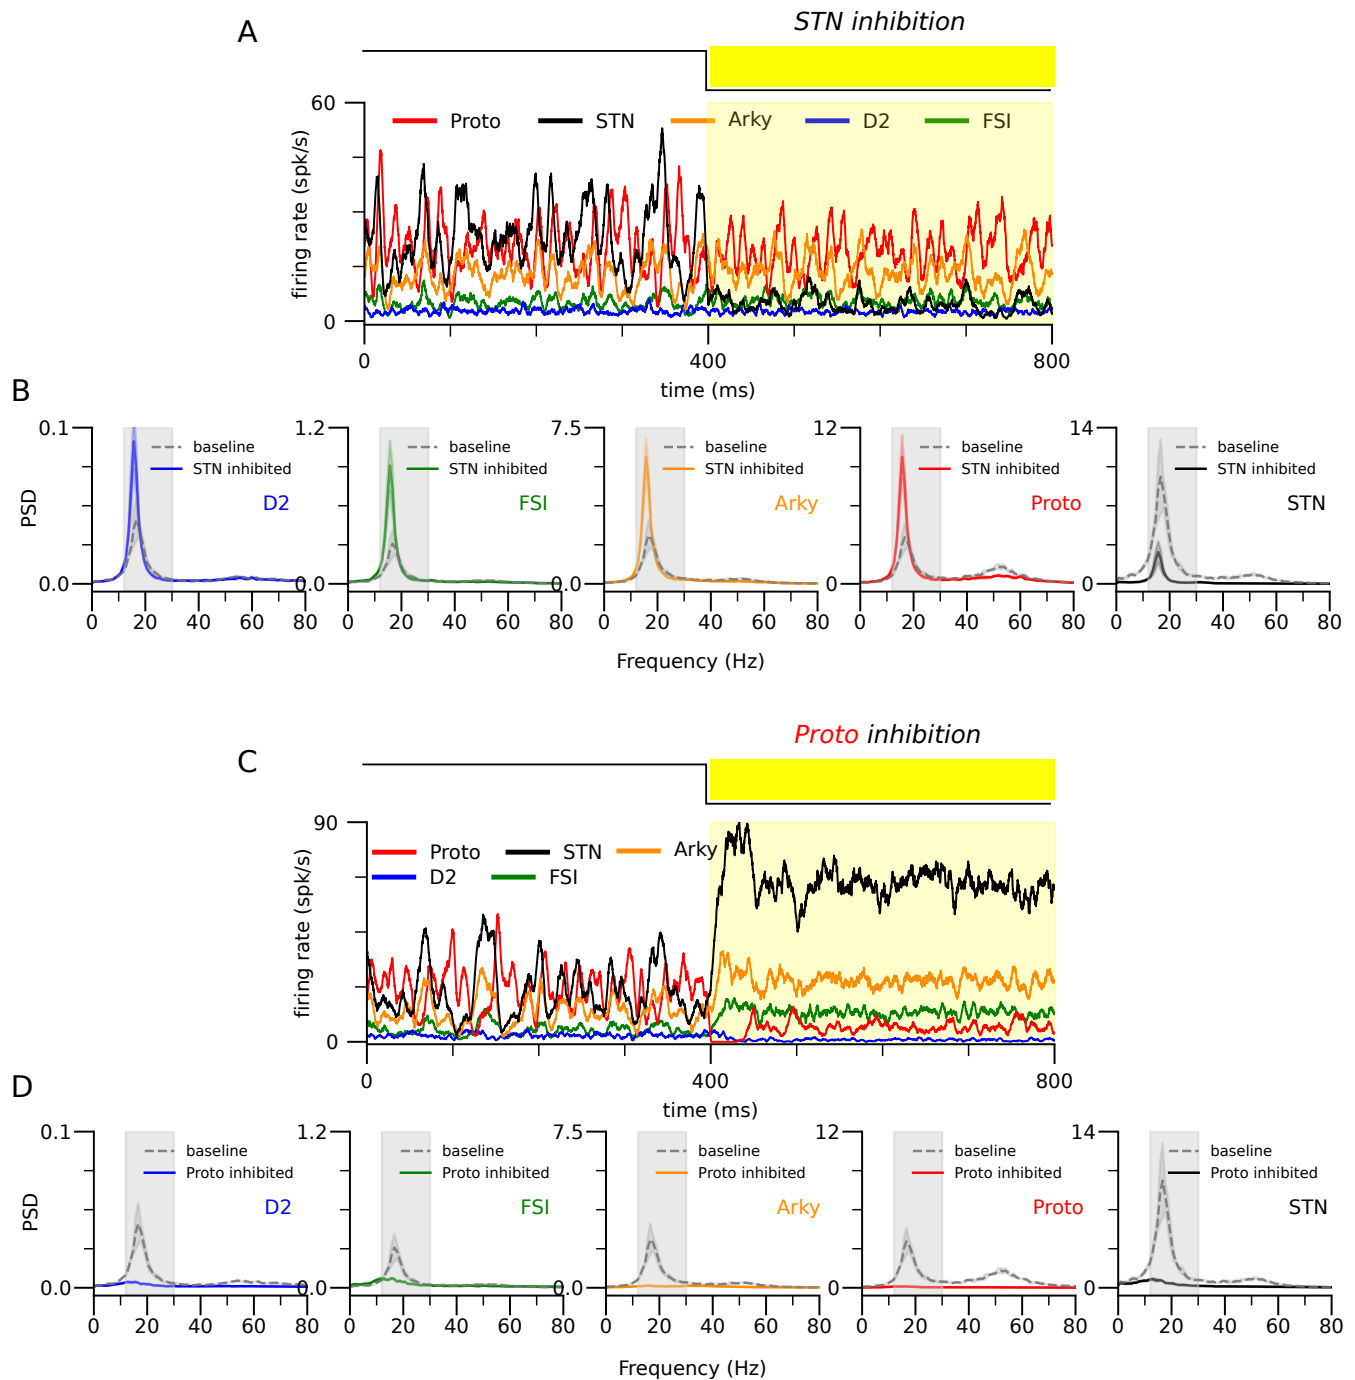 A
STN inhibition
60
Proto STN Arky D2 FSI
firing rate (spk/s)
0
0 400 800
time (ms)
B
0.1 1.2 7.5 12 14
baseline baseline baseline baseline baseline
STN inhibited STN inhibited STN inhibited STN inhibited STN inhibited
D2 FSI Arky Proto STN
PSD
0.0 0.0 0.0 0 0
0 20 40 60 80 0 20 40 60 80 0 20 40 60 80 0 20 40 60 80 0 20 40 60 80
Frequency (Hz)
Proto inhibition
C
90
Proto STN Arky
D2 FSI
firing rate (spk/s)
0
0 400 800
time (ms)
D
0.1 1.2 7.5 12 14
baseline baseline baseline baseline baseline
Proto inhibited Proto inhibited Proto inhibited Proto inhibited Proto inhibited
D2 FSI Arky Proto STN
PSD
0.0 0.0 0.0 0 0
0 20 40 60 80 0 20 40 60 80 0 20 40 60 80 0 20 40 60 80 0 20 40 60 80
Frequency (Hz)